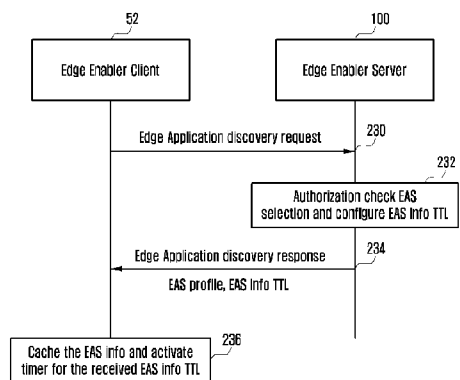 52
100
Edge Enabler Client
Edge Enabler Server
Edge Application discovery request
230
232
Authorization check EAS
selection and configure EAS Info TTL
Edge Application discovery response
234
EAS profile, EAS Info TTL
236
Cache the EAS info and activate
timer for the received EAS info TTL